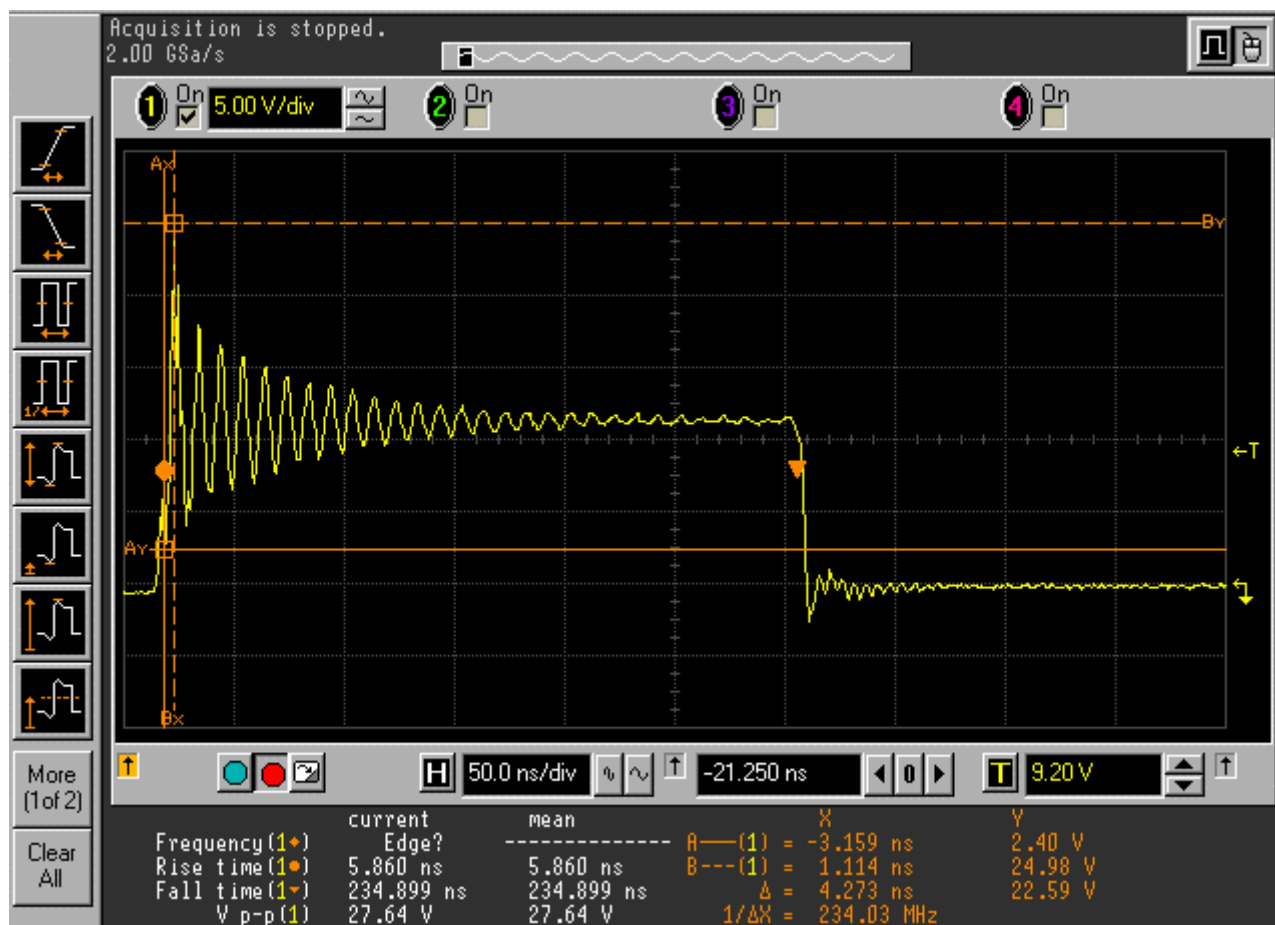 Acquisition is stopped.
2.00 GSa/s
1 On 5.00 V/div 2 On 3 On 4 On
Ax
BY
←T
AY
Bx
1/
More
(1of 2)
Clear
All
H 50.0 ns/div -21.250 ns 0 T 9.20 V
current mean X Y
Frequency(1◆) Edge? -------------- A——(1) = -3.159 ns 2.40 V
Rise time(1●) 5.860 ns 5.860 ns B---(1) = 1.114 ns 24.98 V
Fall time(1▾) 234.899 ns 234.899 ns Δ = 4.273 ns 22.59 V
V p-p(1) 27.64 V 27.64 V 1/ΔX = 234.03 MHz